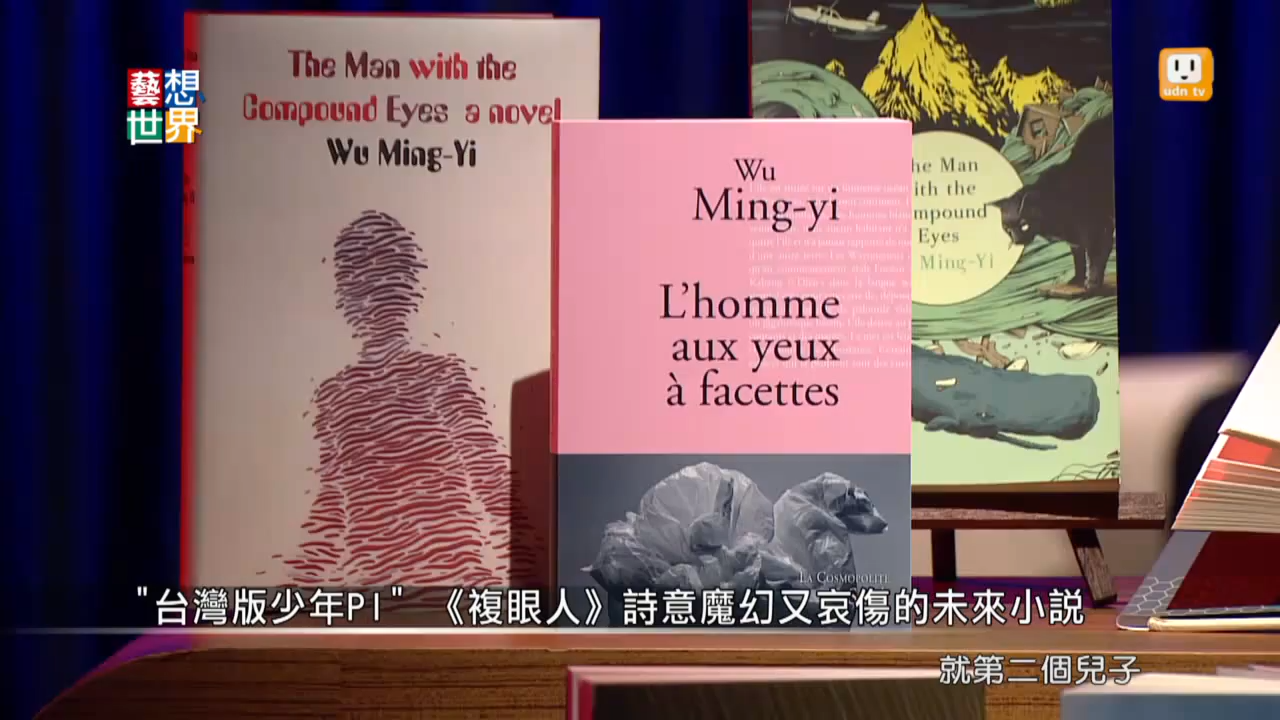 藝想
世界
udn tv
The Man with the
Compound Eyes a novel
Wu Ming-Yi
Wu
Ming-yi
L'homme
aux yeux
à facettes
LA COSMOPOLITE
he Man
ith the
mpound
Eyes
Ming-Yi
"台灣版少年PI" 《複眼人》詩意魔幻又哀傷的未來小説
就第二個兒子